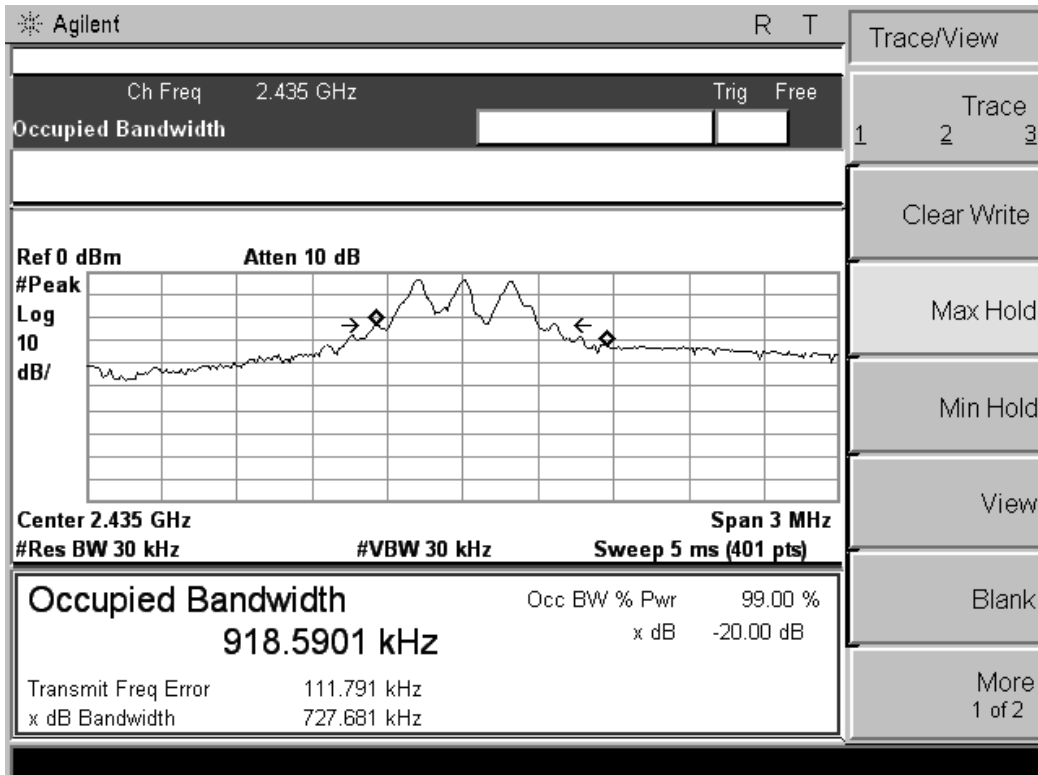 Agilent R T
Ch Freq 2.435 GHz Trig Free
Occupied Bandwidth
Ref 0 dBm Atten 10 dB
#Peak
Log
10
dB/
Center 2.435 GHz Span 3 MHz
#Res BW 30 kHz #VBW 30 kHz Sweep 5 ms (401 pts)
Occupied Bandwidth
918.5901 kHz
Occ BW % Pwr 99.00 %
x dB -20.00 dB
Transmit Freq Error 111.791 kHz
x dB Bandwidth 727.681 kHz
Trace/View
Trace
1 2 3
Clear Write
Max Hold
Min Hold
View
Blank
More
1 of 2